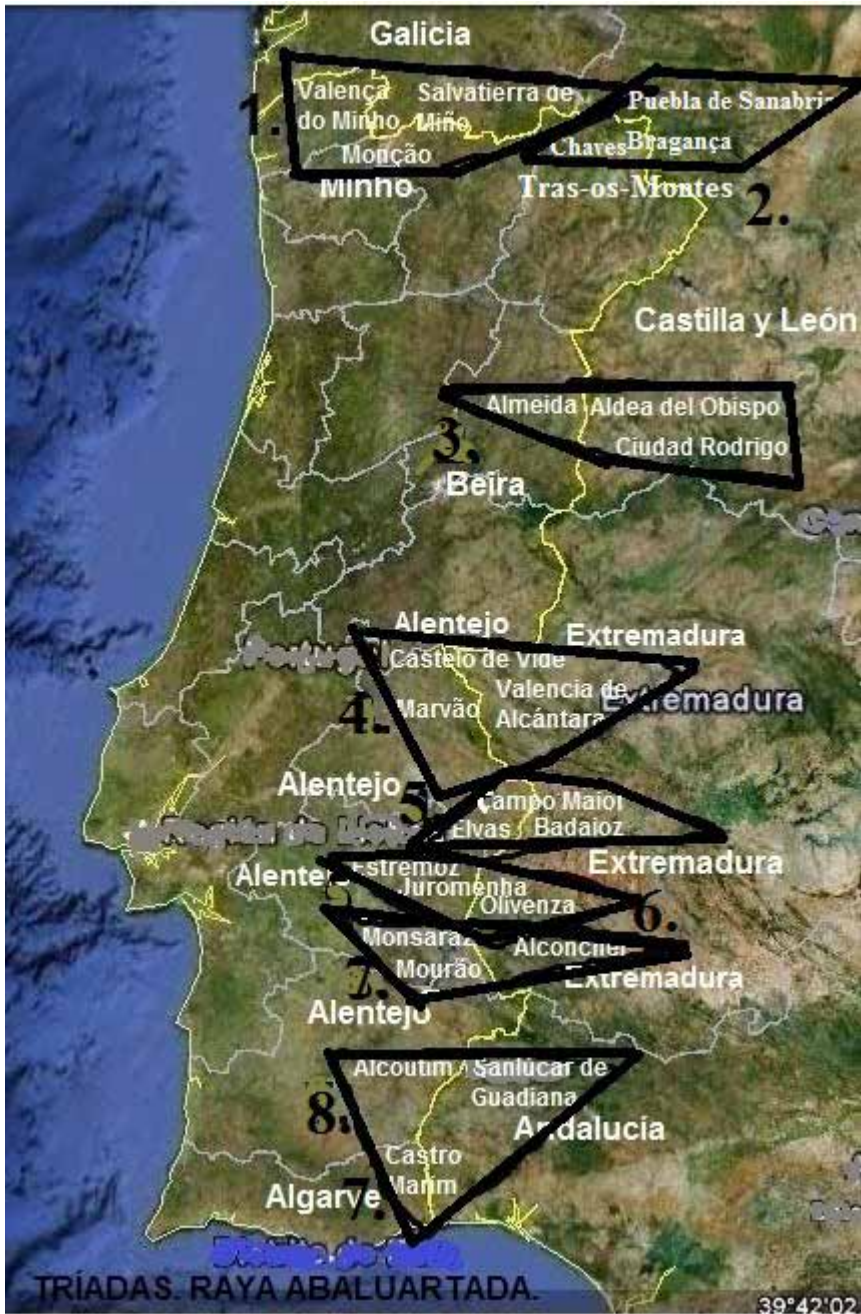 Galicia
1.
Valença
do Minho
Salvatierra de
Miño
Monção
Minho
Puebla de Sanabria
Bragança
Chaves
Tras-os-Montes
2.
Castilla y León
Almeida
Aldea del Obispo
Ciudad Rodrigo
3.
Beira
Alentejo
Extremadura
Portugal
Castelo de Vide
Valencia de
Alcántara
Marvão
Extremadura
4.
Alentejo
5
Campo Maior
Elvas
Badajoz
Extremadura
Estremoz
Alente
Juromenha
Olivenza
6.
Monsaraz
Alconchel
Mourão
Extremadura
7.
Alentejo
Alcoutim
Sanlúcar de
Guadiana
8.
Andalucía
Castro
Marim
Algarve
7.
TRÍADAS. RAYA ABALUARTADA.
39°42'02